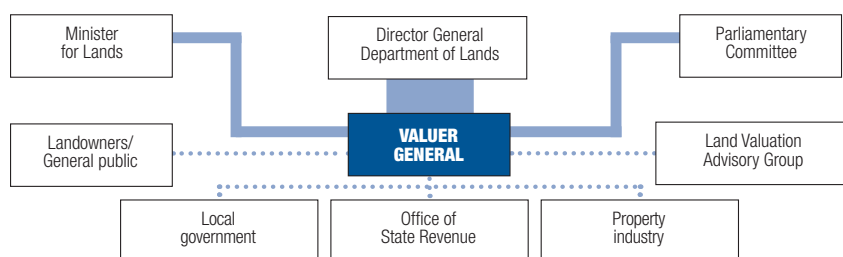 Minister
for Lands
Director General
Department of Lands
Parliamentary
Committee
Landowners/
General public
VALUER
GENERAL
Land Valuation
Advisory Group
Local
government
Office of
State Revenue
Property
industry